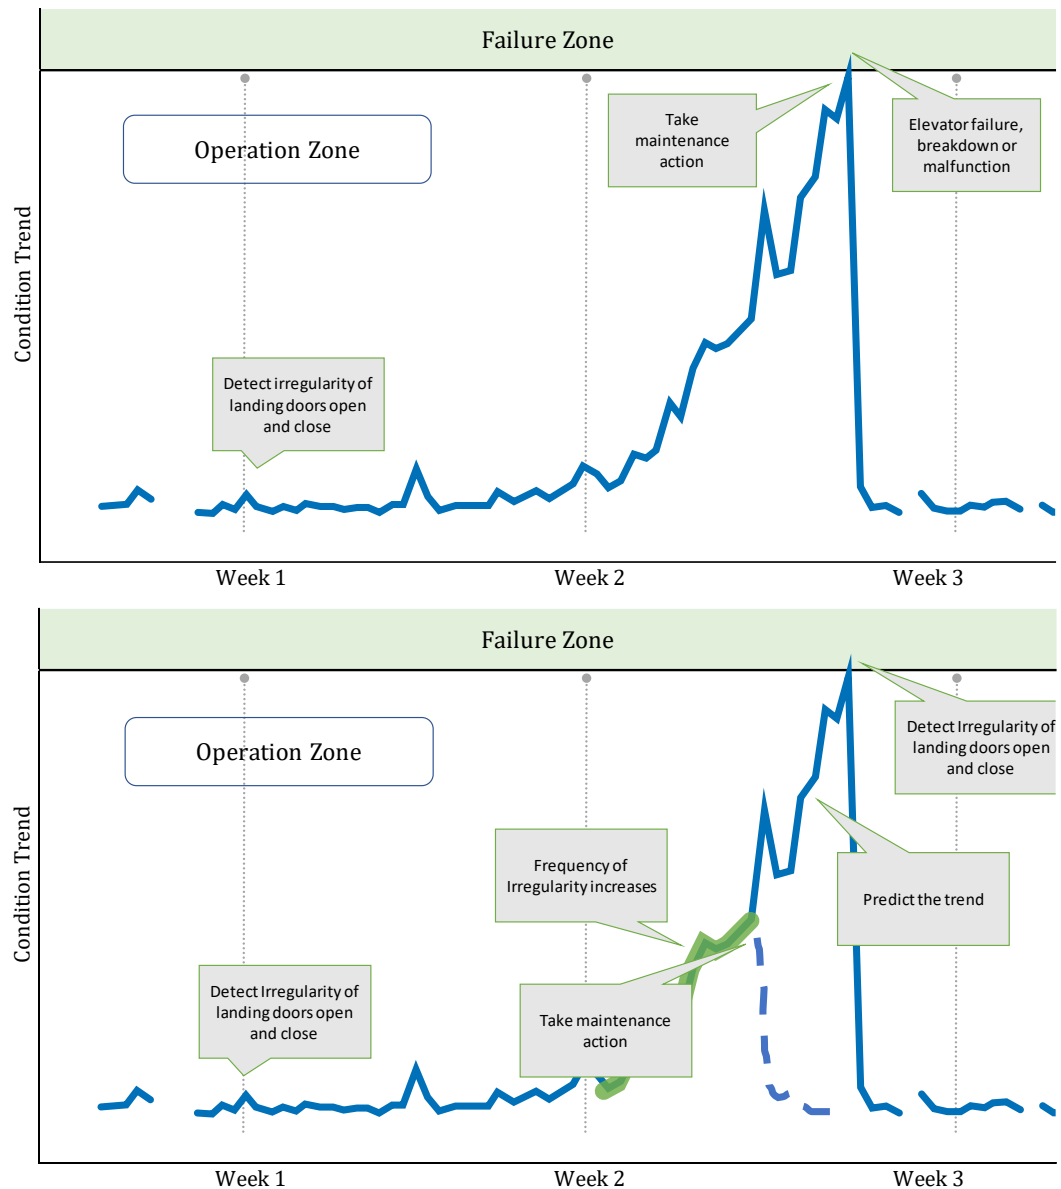 Failure Zone
Operation Zone
Take
maintenance
action
Elevator failure,
breakdown or
malfunction
Detect irregularity of
landing doors open
and close
Condition Trend
Week 1
Week 2
Week 3
Failure Zone
Operation Zone
Detect Irregularity of
landing doors open
and close
Frequency of
Irregularity increases
Predict the trend
Detect Irregularity of
landing doors open
and close
Take maintenance
action
Condition Trend
Week 1
Week 2
Week 3